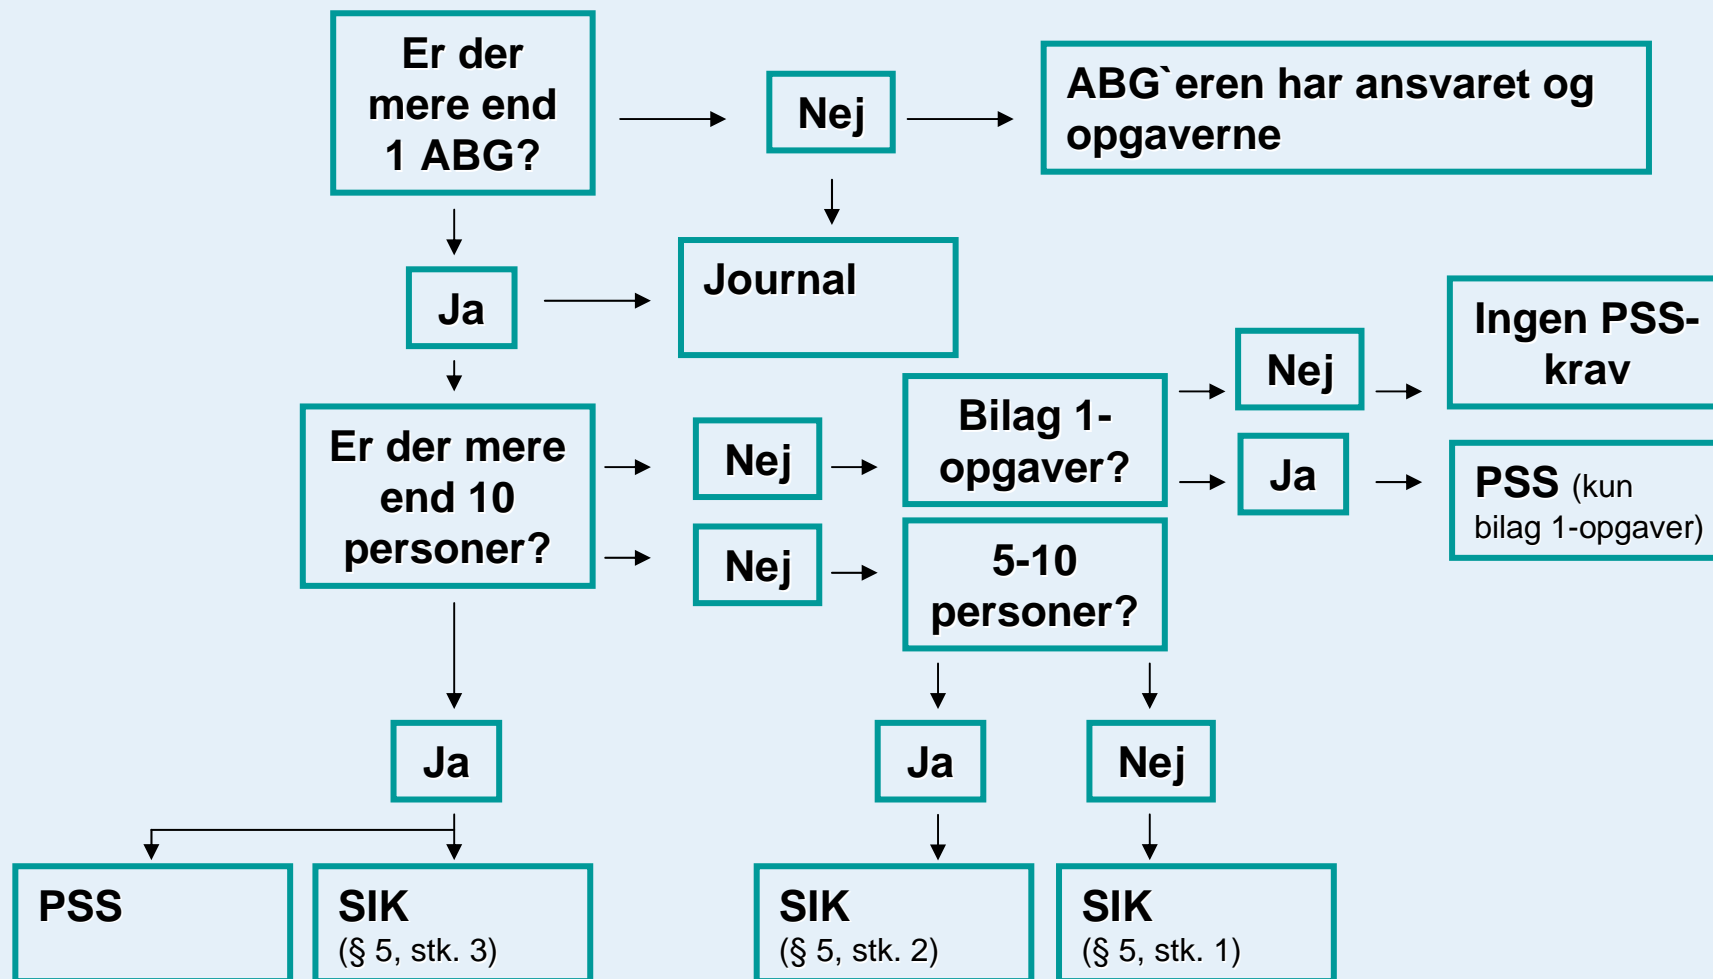 Er der
mere end
1 ABG?
Nej
ABG`eren har ansvaret og
opgaverne
Ja
Journal
Er der mere
end 10
personer?
Nej
Bilag 1-
opgaver?
Nej
Ingen PSS-
krav
Ja
PSS (kun
bilag 1-opgaver)
Nej
5-10
personer?
Ja
Ja
Nej
PSS
SIK
(§ 5, stk. 3)
SIK
(§ 5, stk. 2)
SIK
(§ 5, stk. 1)